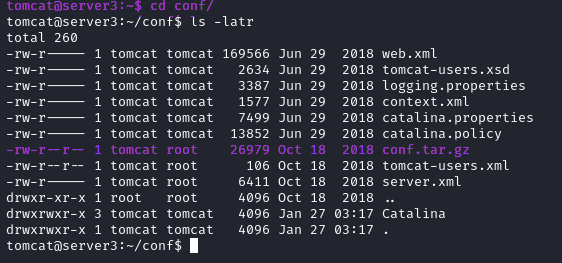 tomcat@server3:~$ cd conf/
tomcat@server3:~/conf$ ls -latr
total 260
-rw-r----- 1 tomcat tomcat 169566 Jun 29  2018 web.xml
-rw-r----- 1 tomcat tomcat   2634 Jun 29  2018 tomcat-users.xsd
-rw-r----- 1 tomcat tomcat   3387 Jun 29  2018 logging.properties
-rw-r----- 1 tomcat tomcat   1577 Jun 29  2018 context.xml
-rw-r----- 1 tomcat tomcat   7499 Jun 29  2018 catalina.properties
-rw-r----- 1 tomcat tomcat  13852 Jun 29  2018 catalina.policy
-rw-r--r-- 1 tomcat root    26979 Oct 18  2018 conf.tar.gz
-rw-r--r-- 1 tomcat root      106 Oct 18  2018 tomcat-users.xml
-rw-r----- 1 tomcat root     6411 Oct 18  2018 server.xml
drwxr-xr-x 1 root   root     4096 Oct 18  2018 ..
drwxrwxr-x 3 tomcat tomcat   4096 Jan 27 03:17 Catalina
drwxrwxr-x 1 tomcat tomcat   4096 Jan 27 03:17 .
tomcat@server3:~/conf$